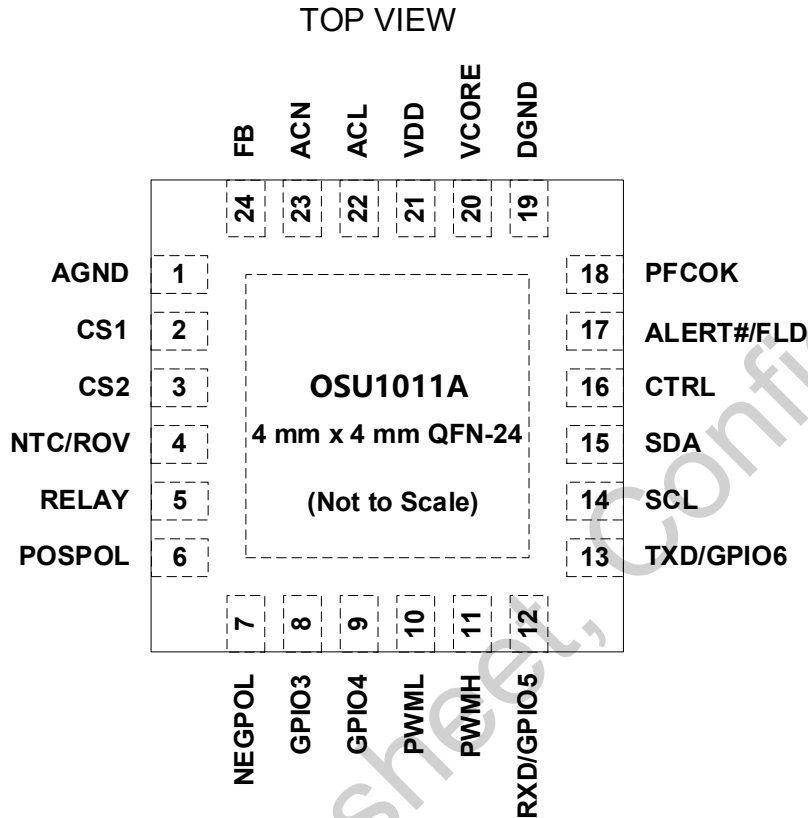 TOP VIEW
FB
ACN
ACL
VDD
VCORE
DGND
24
23
22
21
20
19
AGND 1
CS1 2
CS2 3
NTC/ROV 4
RELAY 5
POSPOL 6
OSU1011A
4 mm x 4 mm QFN-24
(Not to Scale)
18 PFCOK
17 ALERT#/FLD
16 CTRL
15 SDA
14 SCL
13 TXD/GPIO6
7
8
9
10
11
12
NEGPOL
GPIO3
GPIO4
PWML
PWMH
RXD/GPIO5
sheet, Confi